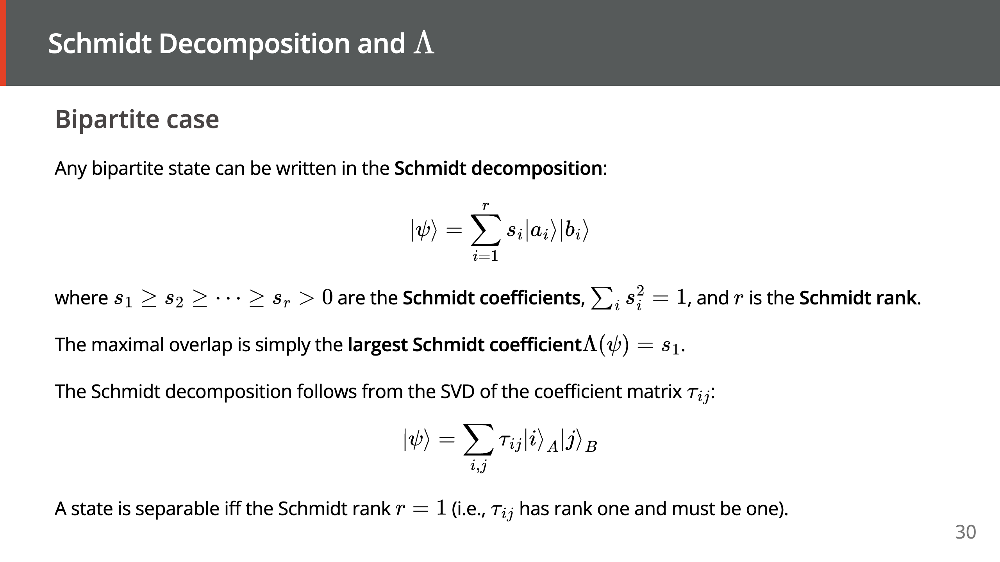 Schmidt Decomposition and Λ
Bipartite case
Any bipartite state can be written in the Schmidt decomposition:
$|\psi\rangle = \sum_{i=1}^{r} s_i |a_i\rangle |b_i\rangle$
where $s_1 \geq s_2 \geq \cdots \geq s_r > 0$ are the Schmidt coefficients, $\sum_i s_i^2 = 1$, and $r$ is the Schmidt rank.
The maximal overlap is simply the largest Schmidt coefficient$\Lambda(\psi) = s_1$.
The Schmidt decomposition follows from the SVD of the coefficient matrix $\tau_{ij}$:
$|\psi\rangle = \sum_{i,j} \tau_{ij} |i\rangle_A |j\rangle_B$
A state is separable iff the Schmidt rank $r = 1$ (i.e., $\tau_{ij}$ has rank one and must be one).
30